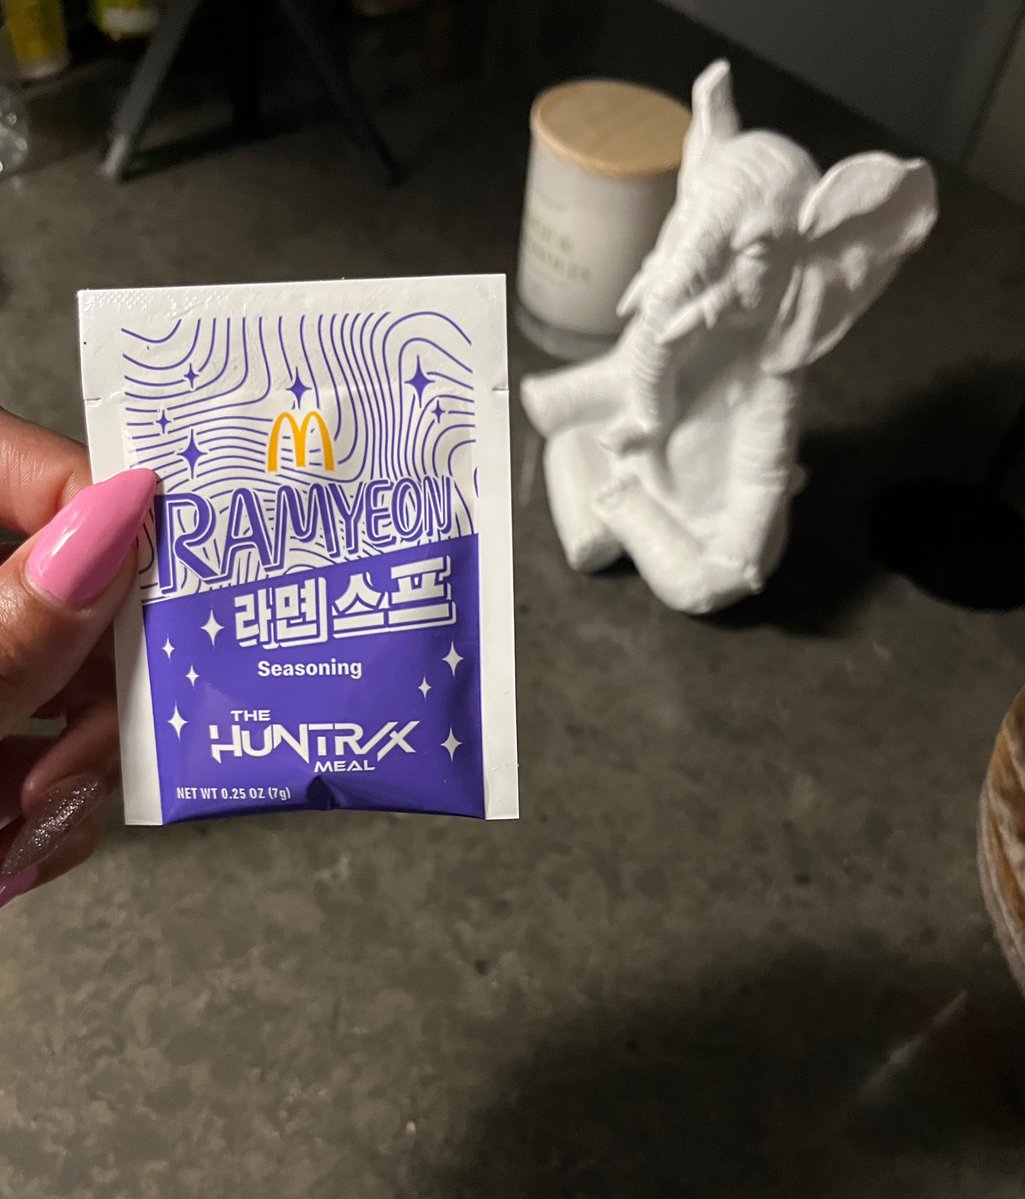 RAMYEON
라면스프
Seasoning
THE
HUNTR/X
MEAL
NET WT 0.25 OZ (7g)